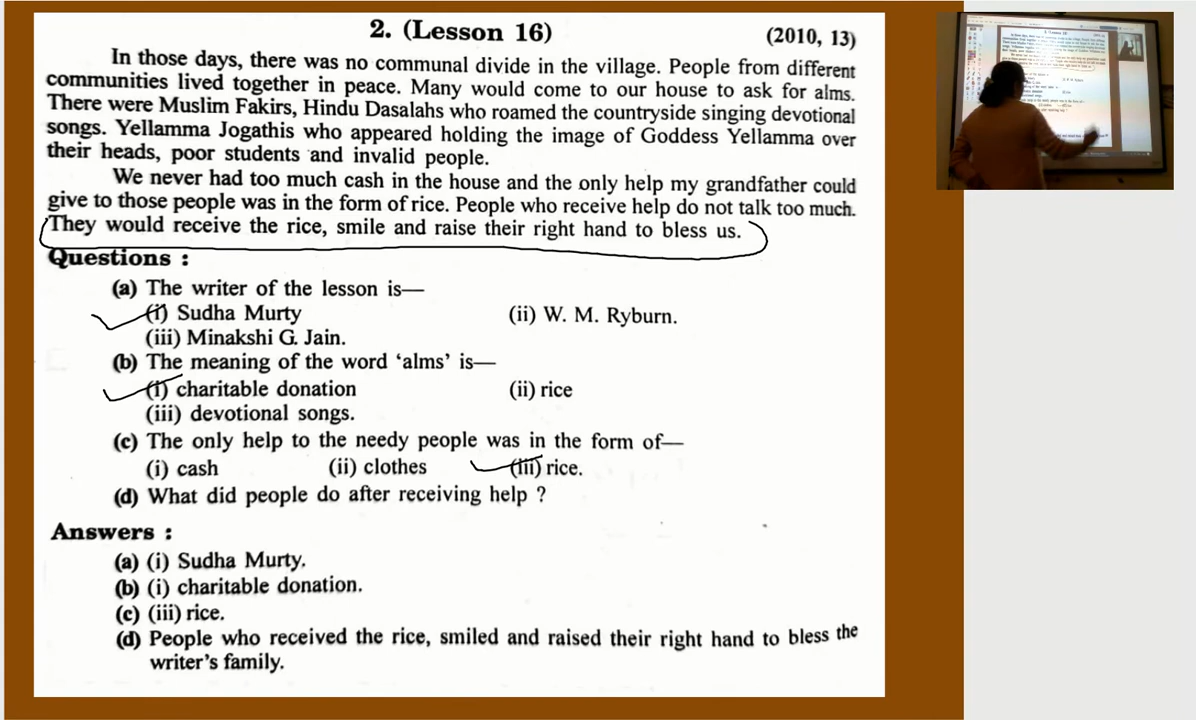 2. (Lesson 16)
(2010, 13)
In those days, there was no communal divide in the village. People from different
communities lived together in peace. Many would come to our house to ask for alms.
There were Muslim Fakirs, Hindu Dasalahs who roamed the countryside singing devotional
songs. Yellamma Jogathis who appeared holding the image of Goddess Yellamma over
their heads, poor students and invalid people.
We never had too much cash in the house and the only help my grandfather could
give to those people was in the form of rice. People who receive help do not talk too much.
They would receive the rice, smile and raise their right hand to bless us.
Questions :
(a) The writer of the lesson is—
(i) Sudha Murty (ii) W. M. Ryburn.
(iii) Minakshi G. Jain.
(b) The meaning of the word ‘alms’ is—
(i) charitable donation (ii) rice
(iii) devotional songs.
(c) The only help to the needy people was in the form of—
(i) cash (ii) clothes (iii) rice.
(d) What did people do after receiving help ?
Answers :
(a) (i) Sudha Murty.
(b) (i) charitable donation.
(c) (iii) rice.
(d) People who received the rice, smiled and raised their right hand to bless the
writer’s family.